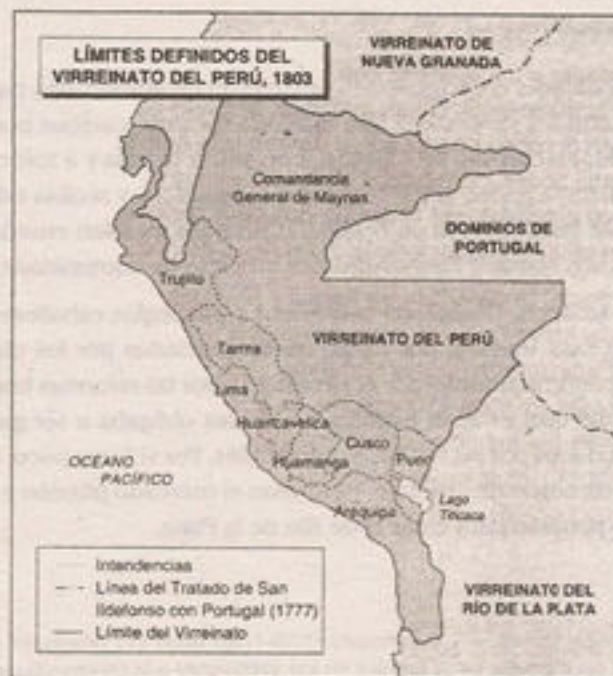 LÍMITES DEFINIDOS DEL
VIRREINATO DEL PERÚ, 1803
VIRREINATO DE
NUEVA GRANADA
Comandancia
General de Maynas
DOMINIOS DE
PORTUGAL
Trujillo
VIRREINATO DEL PERÚ
Tarma
Lima
Huancavelica
Cusco
Puno
Huamanga
OCÉANO
PACÍFICO
Lago
Titicaca
Arequipa
Intendencias
Línea del Tratado de San
Ildefonso con Portugal (1777)
Límite del Virreinato
VIRREINATO DEL
RÍO DE LA PLATA